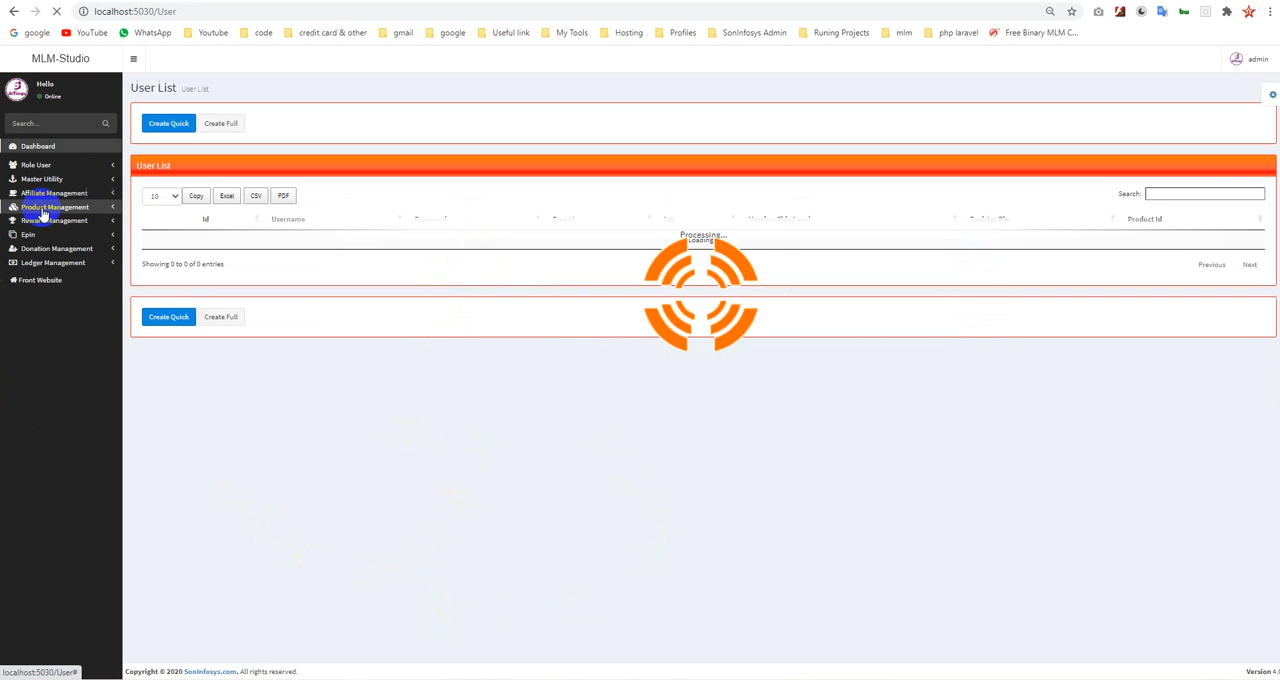 localhost:5030/User
google YouTube WhatsApp Youtube code credit card & other gmail google Useful link My Tools Hosting Profiles SonInfosys Admin Runing Projects mlm php laravel Free Binary MLM C...
MLM-Studio
admin
Hello
Online
Search...
Dashboard
Role User
Master Utility
Affiliate Management
Product Management
Reward Management
Epin
Donation Management
Ledger Management
Front Website
User List User List
Create Quick Create Full
User List
10 Copy Excel CSV PDF
Search:
Id Username Product Id
Processing...
Loading
Showing 0 to 0 of 0 entries
Previous Next
Create Quick Create Full
localhost:5030/User#
Copyright © 2020 SonInfosys.com. All rights reserved.
Version 4.0